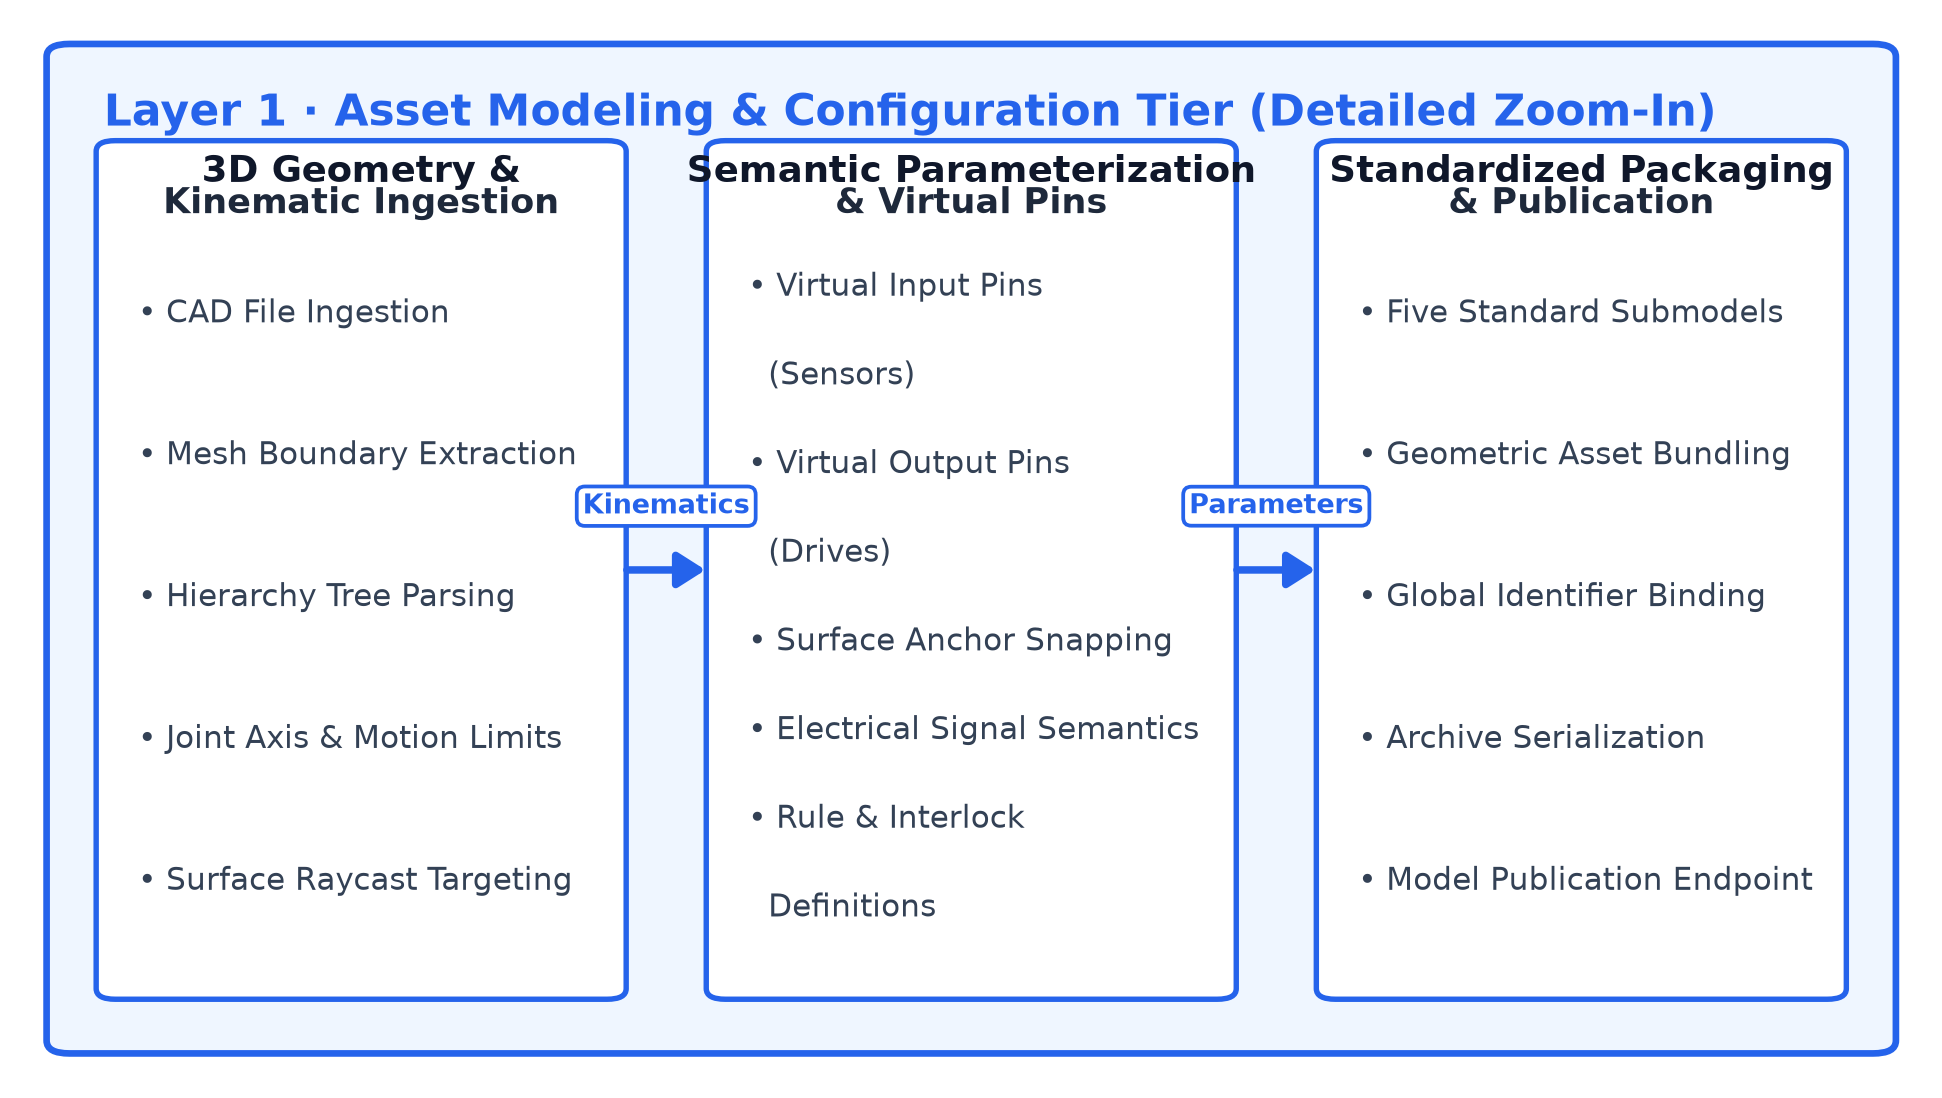 Layer 1 · Asset Modeling & Configuration Tier (Detailed Zoom-In)
3D Geometry &
Kinematic Ingestion
• CAD File Ingestion
• Mesh Boundary Extraction
• Hierarchy Tree Parsing
• Joint Axis & Motion Limits
• Surface Raycast Targeting
Kinematics
Semantic Parameterization
& Virtual Pins
• Virtual Input Pins
(Sensors)
• Virtual Output Pins
(Drives)
• Surface Anchor Snapping
• Electrical Signal Semantics
• Rule & Interlock
Definitions
Parameters
Standardized Packaging
& Publication
• Five Standard Submodels
• Geometric Asset Bundling
• Global Identifier Binding
• Archive Serialization
• Model Publication Endpoint